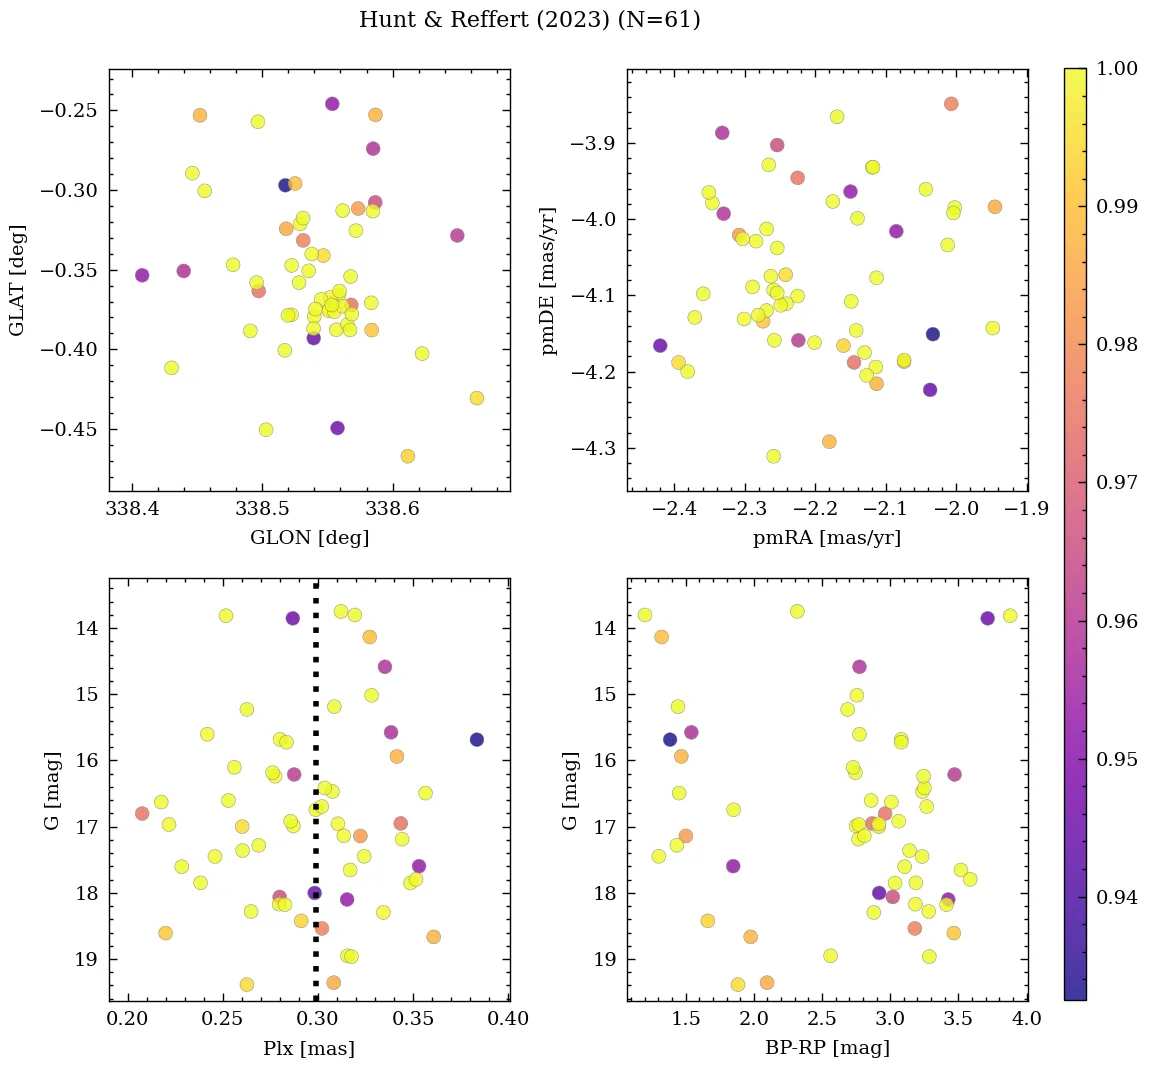 Hunt & Reffert (2023) (N=61)
−0.25
−0.30
−0.35
−0.40
−0.45
GLAT [deg]
338.4 338.5 338.6
GLON [deg]
−3.9
−4.0
−4.1
−4.2
−4.3
pmDE [mas/yr]
−2.4 −2.3 −2.2 −2.1 −2.0 −1.9
pmRA [mas/yr]
14
15
16
17
18
19
G [mag]
0.20 0.25 0.30 0.35 0.40
Plx [mas]
14
15
16
17
18
19
G [mag]
1.5 2.0 2.5 3.0 3.5 4.0
BP-RP [mag]
1.00
0.99
0.98
0.97
0.96
0.95
0.94